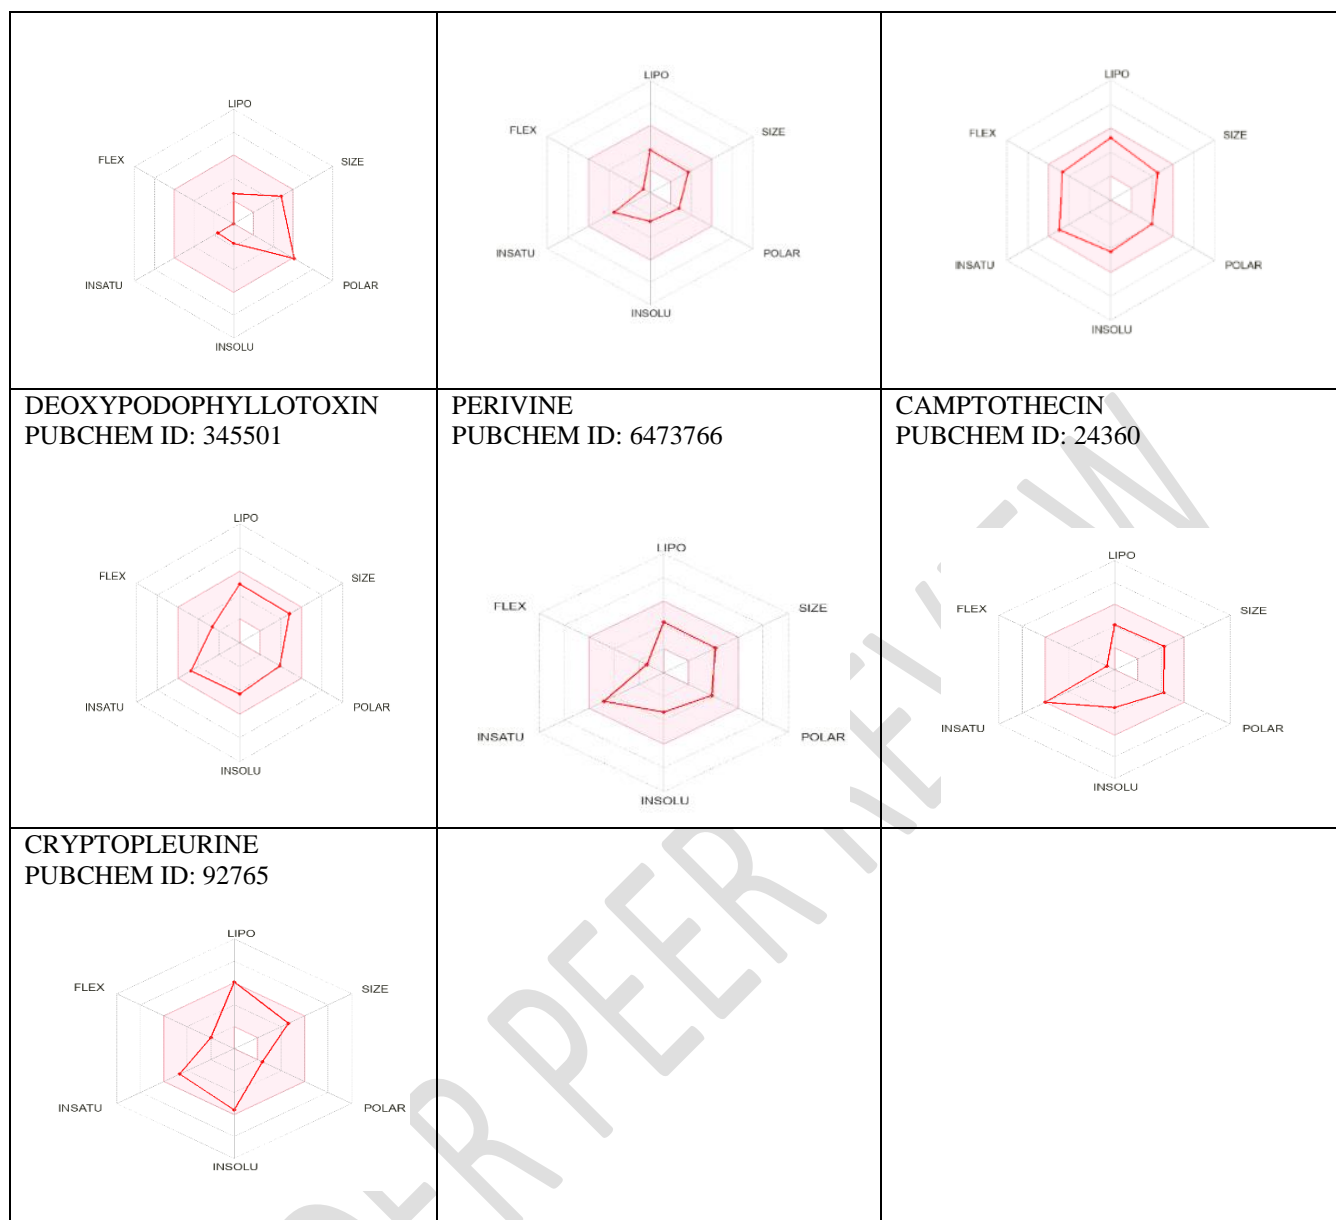 LIPO
FLEX
SIZE
INSATU
POLAR
INSOLU
LIPO
FLEX
SIZE
INSATU
POLAR
INSOLU
LIPO
FLEX
SIZE
INSATU
POLAR
INSOLU
DEOXYPODOPHYLLOTOXIN
PUBCHEM ID: 345501
LIPO
FLEX
SIZE
INSATU
POLAR
INSOLU
PERIVINE
PUBCHEM ID: 6473766
LIPO
FLEX
SIZE
INSATU
POLAR
INSOLU
CAMPTOTHECIN
PUBCHEM ID: 24360
LIPO
FLEX
SIZE
INSATU
POLAR
INSOLU
CRYPTOPLEURINE
PUBCHEM ID: 92765
LIPO
FLEX
SIZE
INSATU
POLAR
INSOLU
PEER